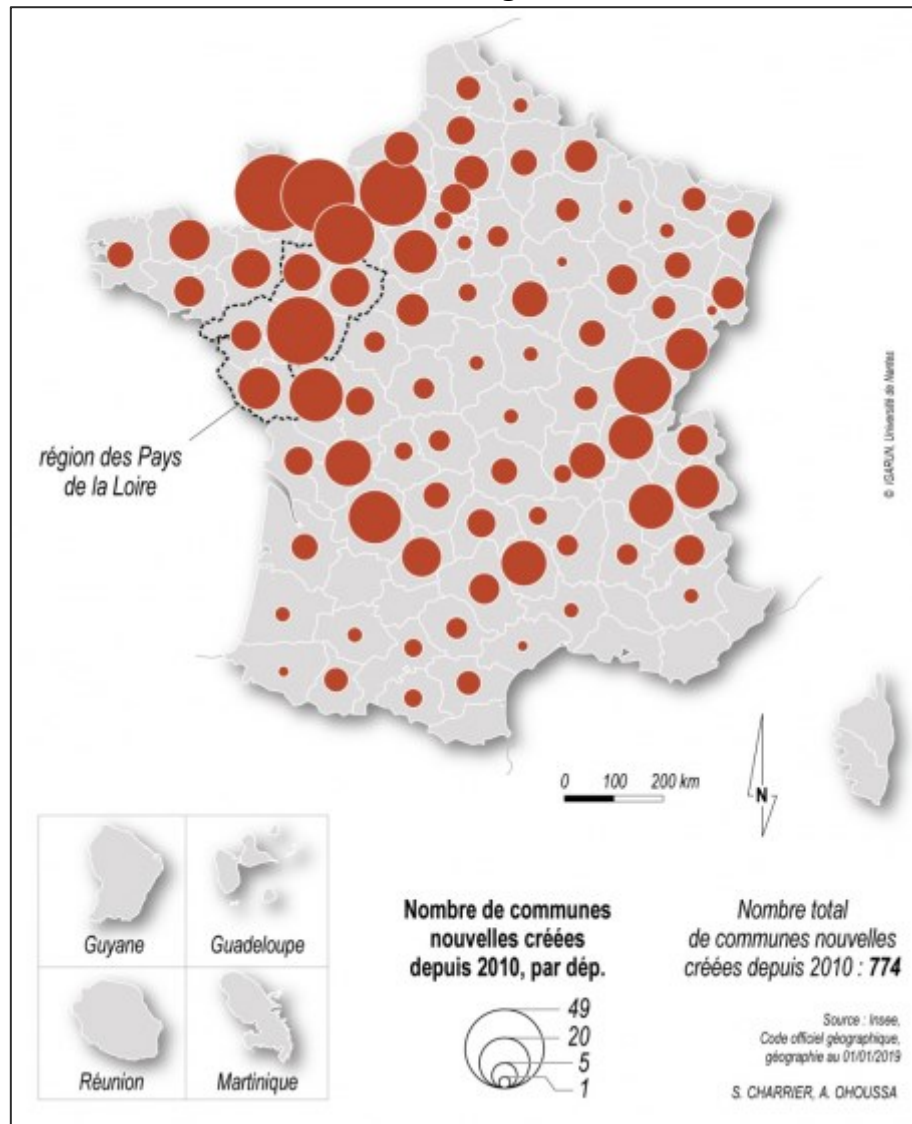 région des Pays
de la Loire
© IGARUN, Université de Nantes
0 100 200 km
N
Guyane
Guadeloupe
Réunion
Martinique
Nombre de communes
nouvelles créées
depuis 2010, par dép.
49
20
5
1
Nombre total
de communes nouvelles
créées depuis 2010 : 774
Source : Insee,
Code officiel géographique,
géographie au 01/01/2019
S. CHARRIER, A. OHOUSSA